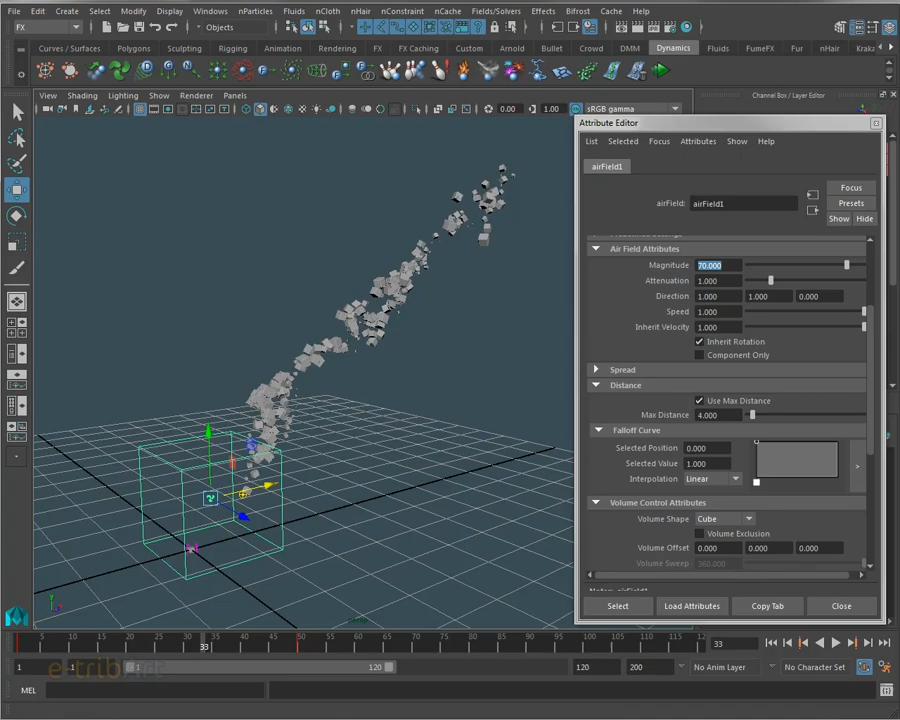 File Edit Create Select Modify Display Windows nParticles Fluids nCloth nHair nConstraint nCache Fields/Solvers Effects Bifrost Cache Help
FX Objects
Curves / Surfaces Polygons Sculpting Rigging Animation Rendering FX FX Caching Custom Arnold Bullet Crowd DMM Dynamics Fluids FumeFX Fur nHair Kraka
View Shading Lighting Show Renderer Panels
Channel Box / Layer Editor
0.00 1.00 sRGB gamma
Attribute Editor
List Selected Focus Attributes Show Help
airField1
Focus
airField: airField1 Presets
Show Hide
Air Field Attributes
Magnitude 70.000
Attenuation 1.000
Direction 1.000 1.000 0.000
Speed 1.000
Inherit Velocity 1.000
Inherit Rotation
Component Only
Spread
Distance
Use Max Distance
Max Distance 4.000
Falloff Curve
Selected Position 0.000
Selected Value 1.000
Interpolation Linear
>
Volume Control Attributes
Volume Shape Cube
Volume Exclusion
Volume Offset 0.000 0.000 0.000
Volume Sweep 360.000
Notes: airField1
Select Load Attributes Copy Tab Close
5 10 15 20 25 30 35 40 45 50 55 60 65 70 75 80 85 90 95 100 105 110 115 12
33 33
1 1 1 120 120 200 No Anim Layer No Character Set
e-tribArt
MEL